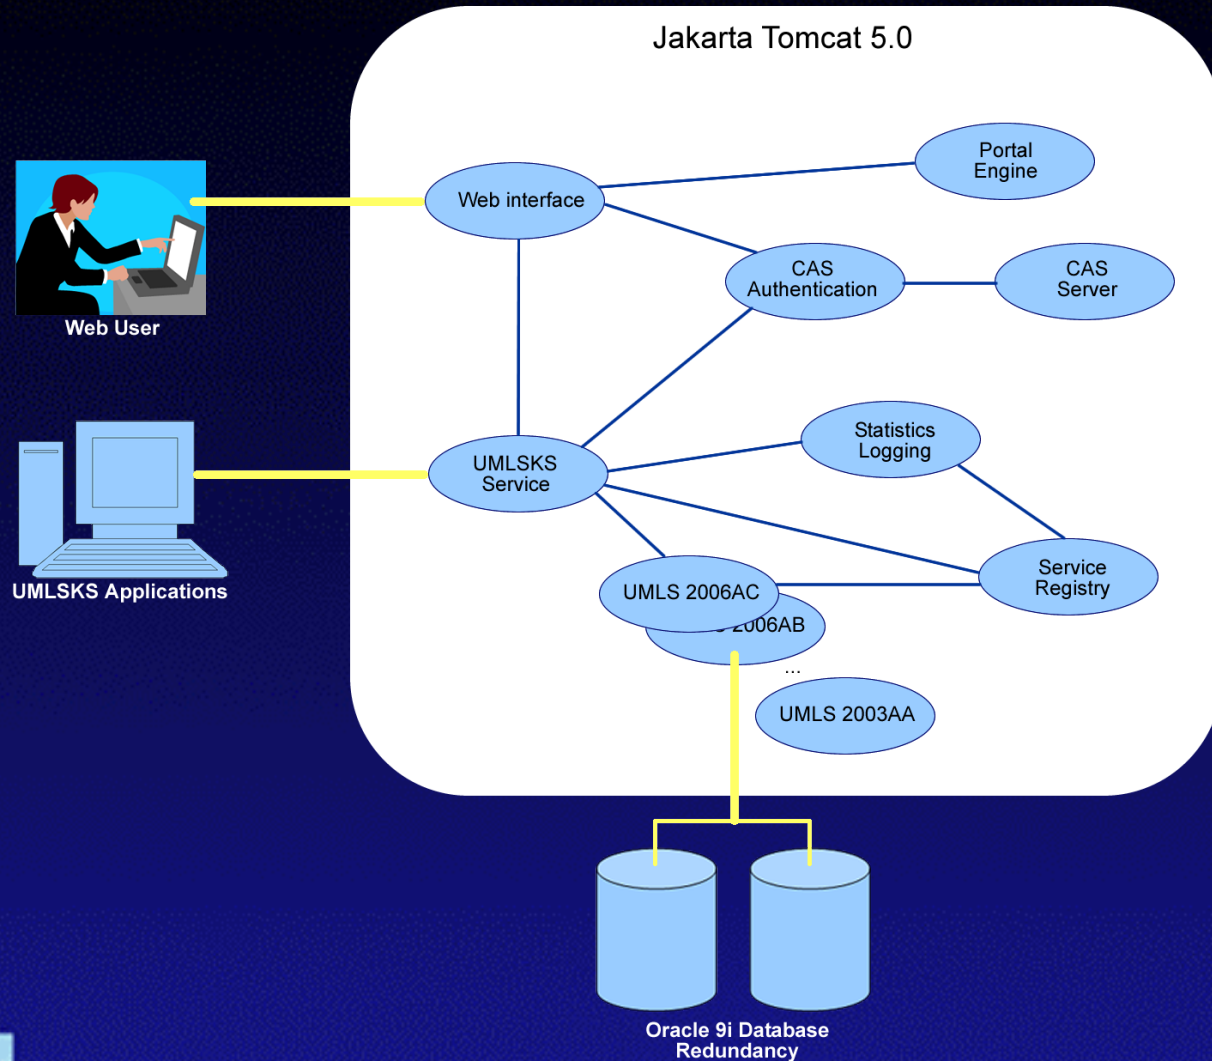 Jakarta Tomcat 5.0
Portal
Engine
Web interface
CAS
Authentication
CAS
Server
Web User
Statistics
Logging
UMLSKS
Service
UMLSKS Applications
Service
Registry
UMLS 2006AC
2006AB
...
UMLS 2003AA
Oracle 9i Database
Redundancy